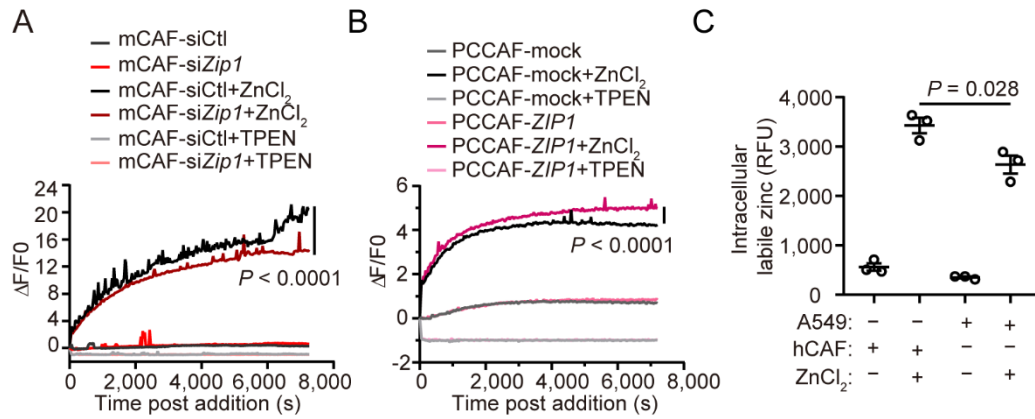 A
mCAF-siCtl
mCAF-siZip1
mCAF-siCtl+ZnCl₂
mCAF-siZip1+ZnCl₂
mCAF-siCtl+TPEN
mCAF-siZip1+TPEN
ΔF/F0
24
20
16
12
8
4
0
P < 0.0001
0
2,000
4,000
6,000
8,000
Time post addition (s)
B
PCCAF-mock
PCCAF-mock+ZnCl₂
PCCAF-mock+TPEN
PCCAF-ZIP1
PCCAF-ZIP1+ZnCl₂
PCCAF-ZIP1+TPEN
ΔF/F0
6
4
2
0
-2
P < 0.0001
0
2,000
4,000
6,000
8,000
Time post addition (s)
C
P = 0.028
Intracellular
labile zinc (RFU)
4,000
3,000
2,000
1,000
0
A549: − − + +
hCAF: + + − −
ZnCl₂: − + − +